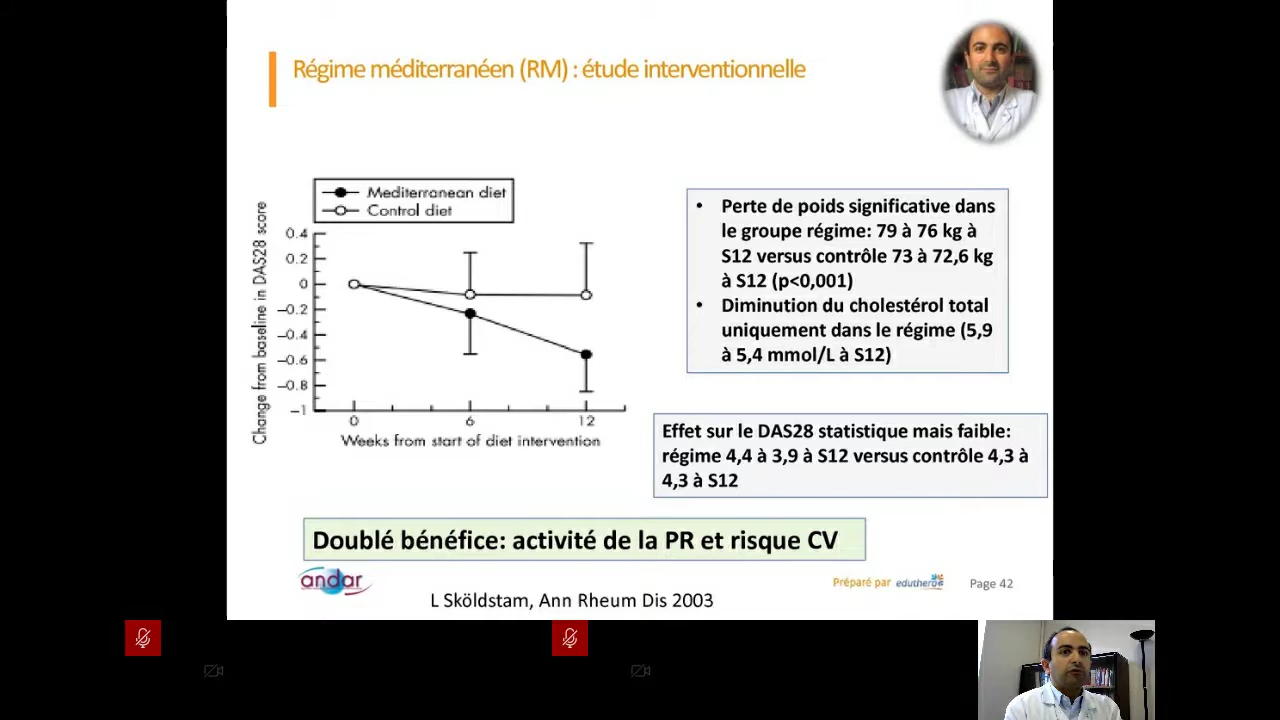 Régime méditerranéen (RM) : étude interventionnelle
Mediterranean diet
Control diet
Change from baseline in DAS28 score
0.4
0.2
0
−0.2
−0.4
−0.6
−0.8
−1
0
6
12
Weeks from start of diet intervention
• Perte de poids significative dans
le groupe régime: 79 à 76 kg à
S12 versus contrôle 73 à 72,6 kg
à S12 (p<0,001)
• Diminution du cholestérol total
uniquement dans le régime (5,9
à 5,4 mmol/L à S12)
Effet sur le DAS28 statistique mais faible:
régime 4,4 à 3,9 à S12 versus contrôle 4,3 à
4,3 à S12
Doublé bénéfice: activité de la PR et risque CV
andar
Préparé par eduthera
Page 42
L Sköldstam, Ann Rheum Dis 2003